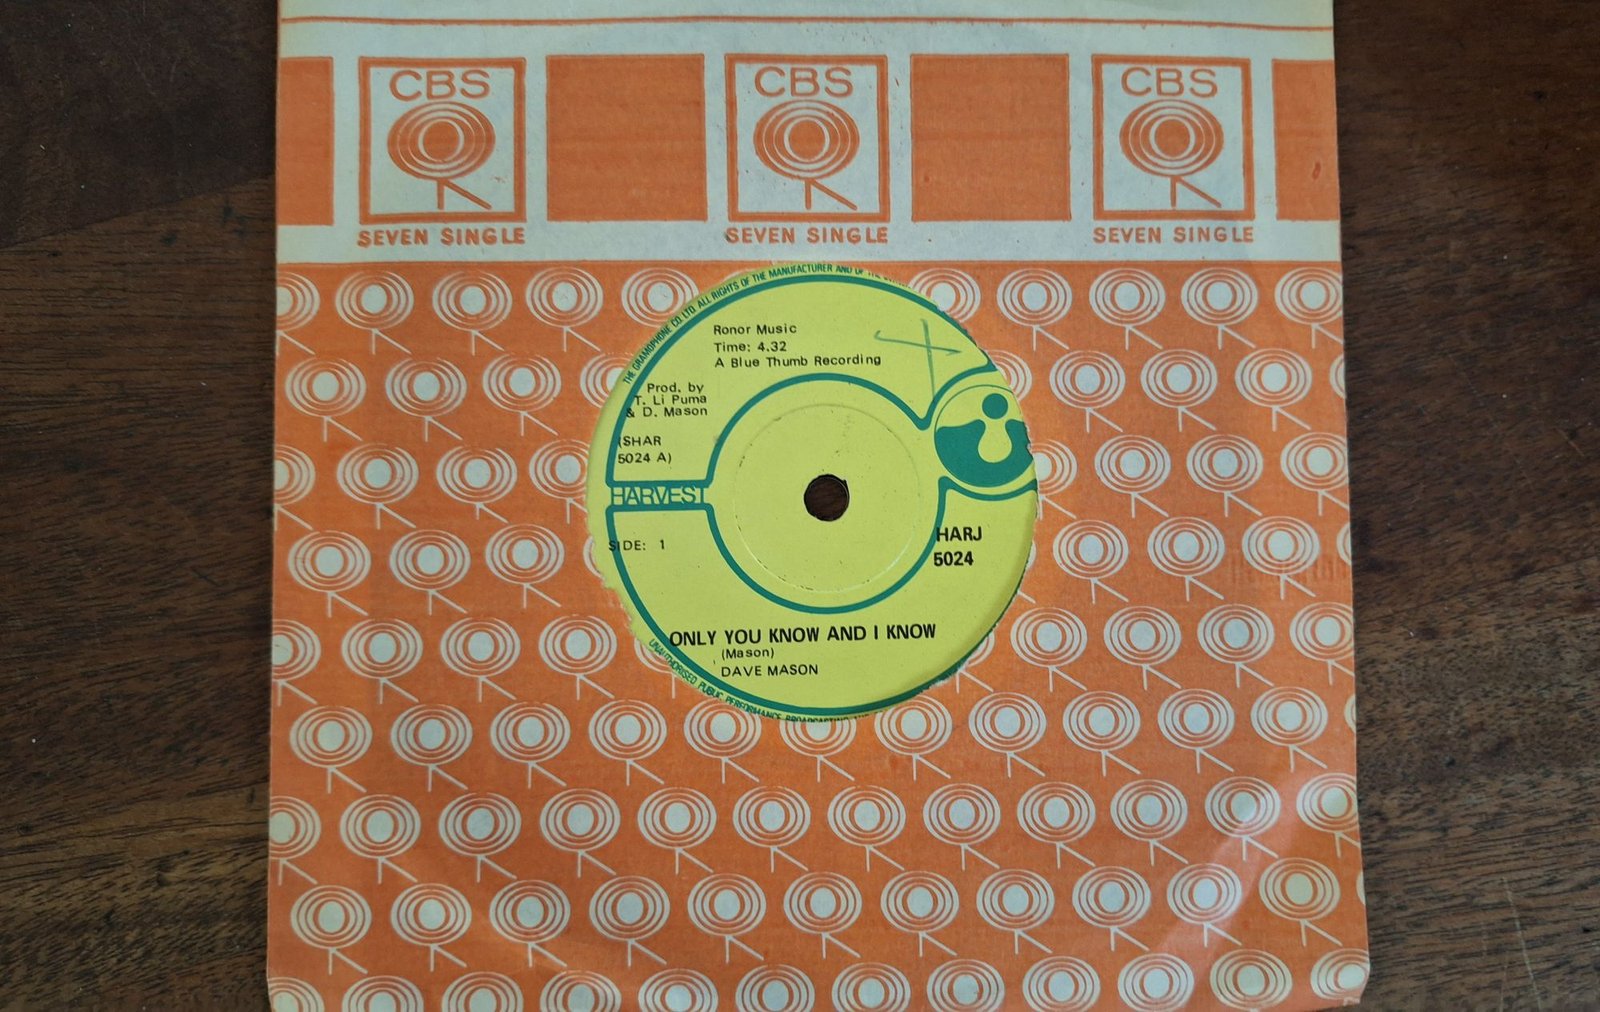 CBS
CBS
CBS
SEVEN SINGLE
SEVEN SINGLE
SEVEN SINGLE
THE GRAMOPHONE CO. LTD. ALL RIGHTS OF THE MANUFACTURER AND OF THE
Ronor Music
Time: 4.32
A Blue Thumb Recording
Prod. by
T. Li Puma
& D. Mason
(SHAR
5024 A)
HARVEST
SIDE: 1
HARJ
5024
ONLY YOU KNOW AND I KNOW
(Mason)
DAVE MASON
UNAUTHORISED PUBLIC PERFORMANCE BROADCASTING AND